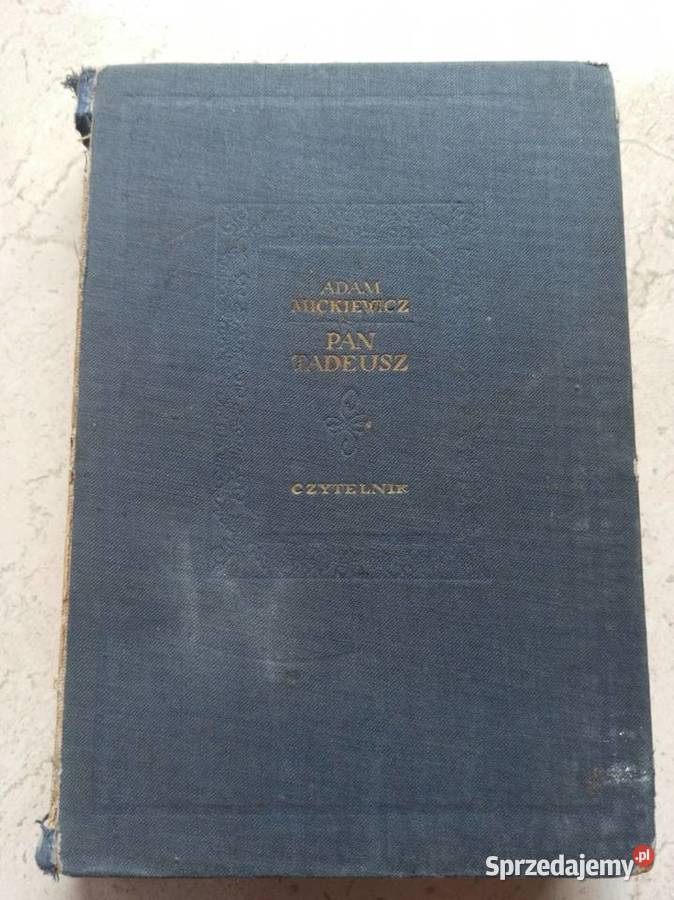 ADAM
MICKIEWICZ
PAN
TADEUSZ
CZYTELNIK
Sprzedajemy.pl